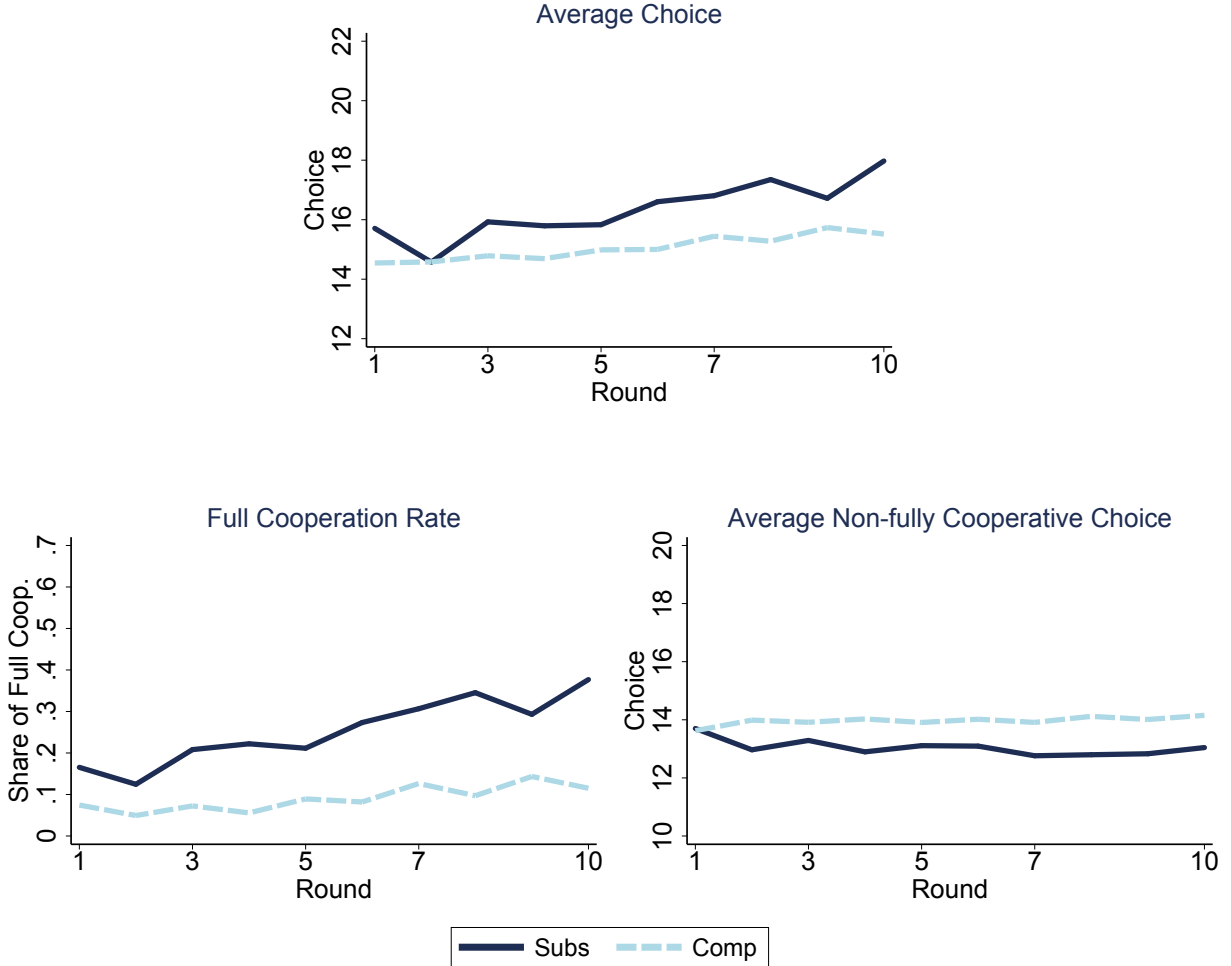 Average Choice
22
20
18
16
14
12
Choice
1 3 5 7 10
Round
Full Cooperation Rate
.7
.6
.5
.4
.3
.2
.1
0
Share of Full Coop.
1 3 5 7 10
Round
Average Non-fully Cooperative Choice
20
18
16
14
12
10
Choice
1 3 5 7 10
Round
Subs Comp